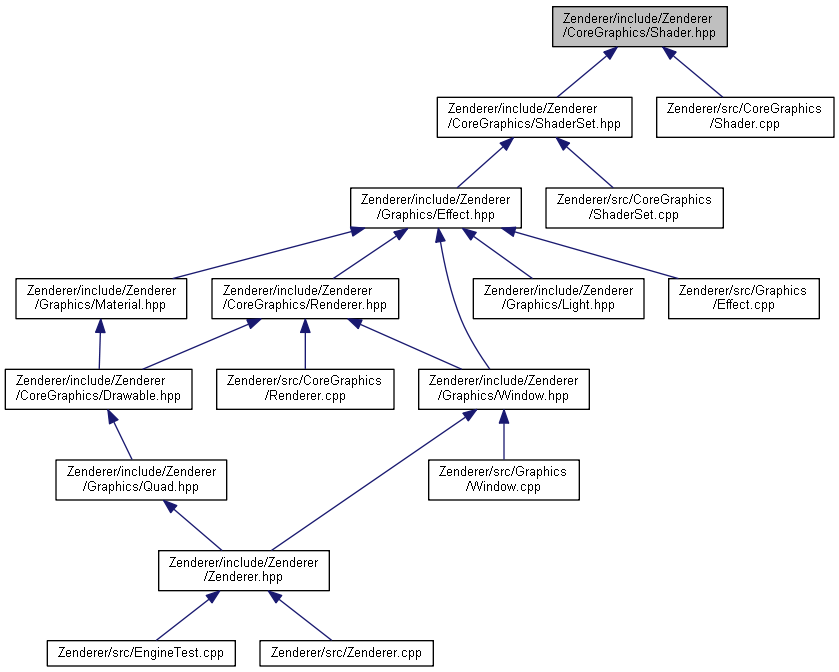 Zenderer/include/Zenderer
/CoreGraphics/Shader.hpp
Zenderer/include/Zenderer
/CoreGraphics/ShaderSet.hpp
Zenderer/src/CoreGraphics
/Shader.cpp
Zenderer/include/Zenderer
/Graphics/Effect.hpp
Zenderer/src/CoreGraphics
/ShaderSet.cpp
Zenderer/include/Zenderer
/Graphics/Material.hpp
Zenderer/include/Zenderer
/CoreGraphics/Renderer.hpp
Zenderer/include/Zenderer
/Graphics/Light.hpp
Zenderer/src/Graphics
/Effect.cpp
Zenderer/include/Zenderer
/CoreGraphics/Drawable.hpp
Zenderer/src/CoreGraphics
/Renderer.cpp
Zenderer/include/Zenderer
/Graphics/Window.hpp
Zenderer/include/Zenderer
/Graphics/Quad.hpp
Zenderer/src/Graphics
/Window.cpp
Zenderer/include/Zenderer
/Zenderer.hpp
Zenderer/src/EngineTest.cpp
Zenderer/src/Zenderer.cpp